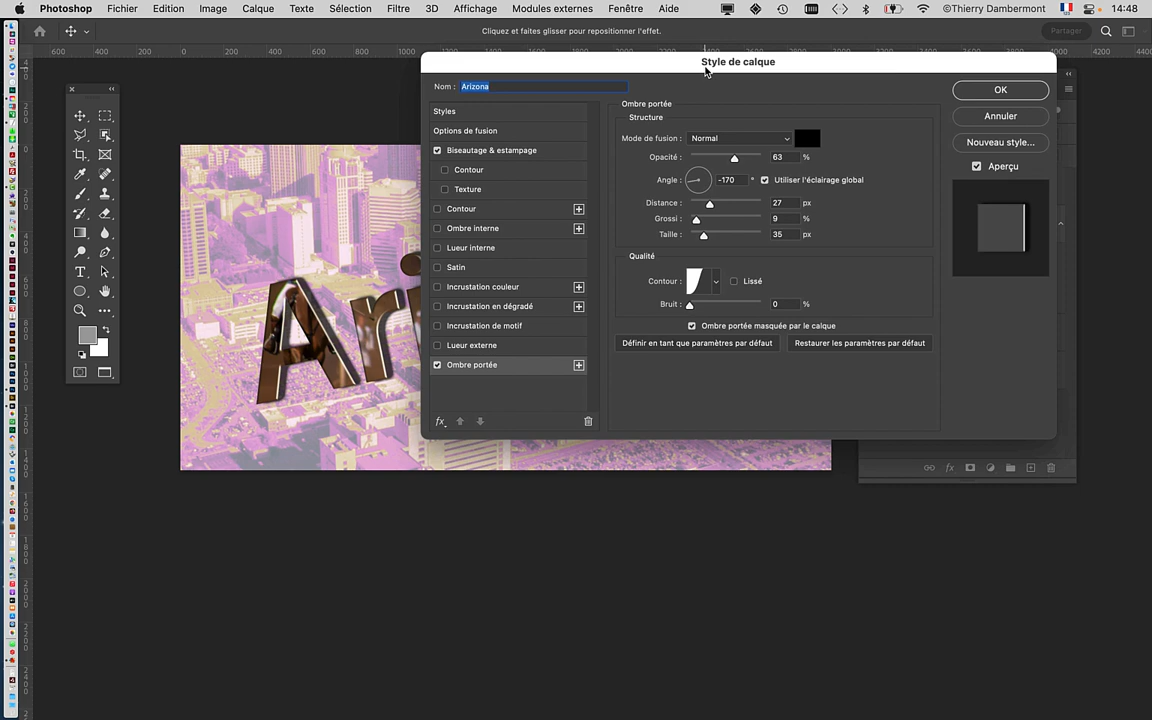 Photoshop Fichier Edition Image Calque Texte Sélection Filtre 3D Affichage Modules externes Fenêtre Aide ©Thierry Dambermont 14:48
Cliquez et faites glisser pour repositionner l'effet. Partager
Style de calque
Nom : Arizona
Styles
Options de fusion
Biseautage & estampage
Contour
Texture
Contour
Ombre interne
Lueur interne
Satin
Incrustation couleur
Incrustation en dégradé
Incrustation de motif
Lueur externe
Ombre portée
fx
Ombre portée
Structure
Mode de fusion : Normal
Opacité : 63 %
Angle : -170 ° Utiliser l'éclairage global
Distance : 27 px
Grossi : 9 %
Taille : 35 px
Qualité
Contour : Lissé
Bruit : 0 %
Ombre portée masquée par le calque
Définir en tant que paramètres par défaut Restaurer les paramètres par défaut
OK
Annuler
Nouveau style...
Aperçu
Ar
fx